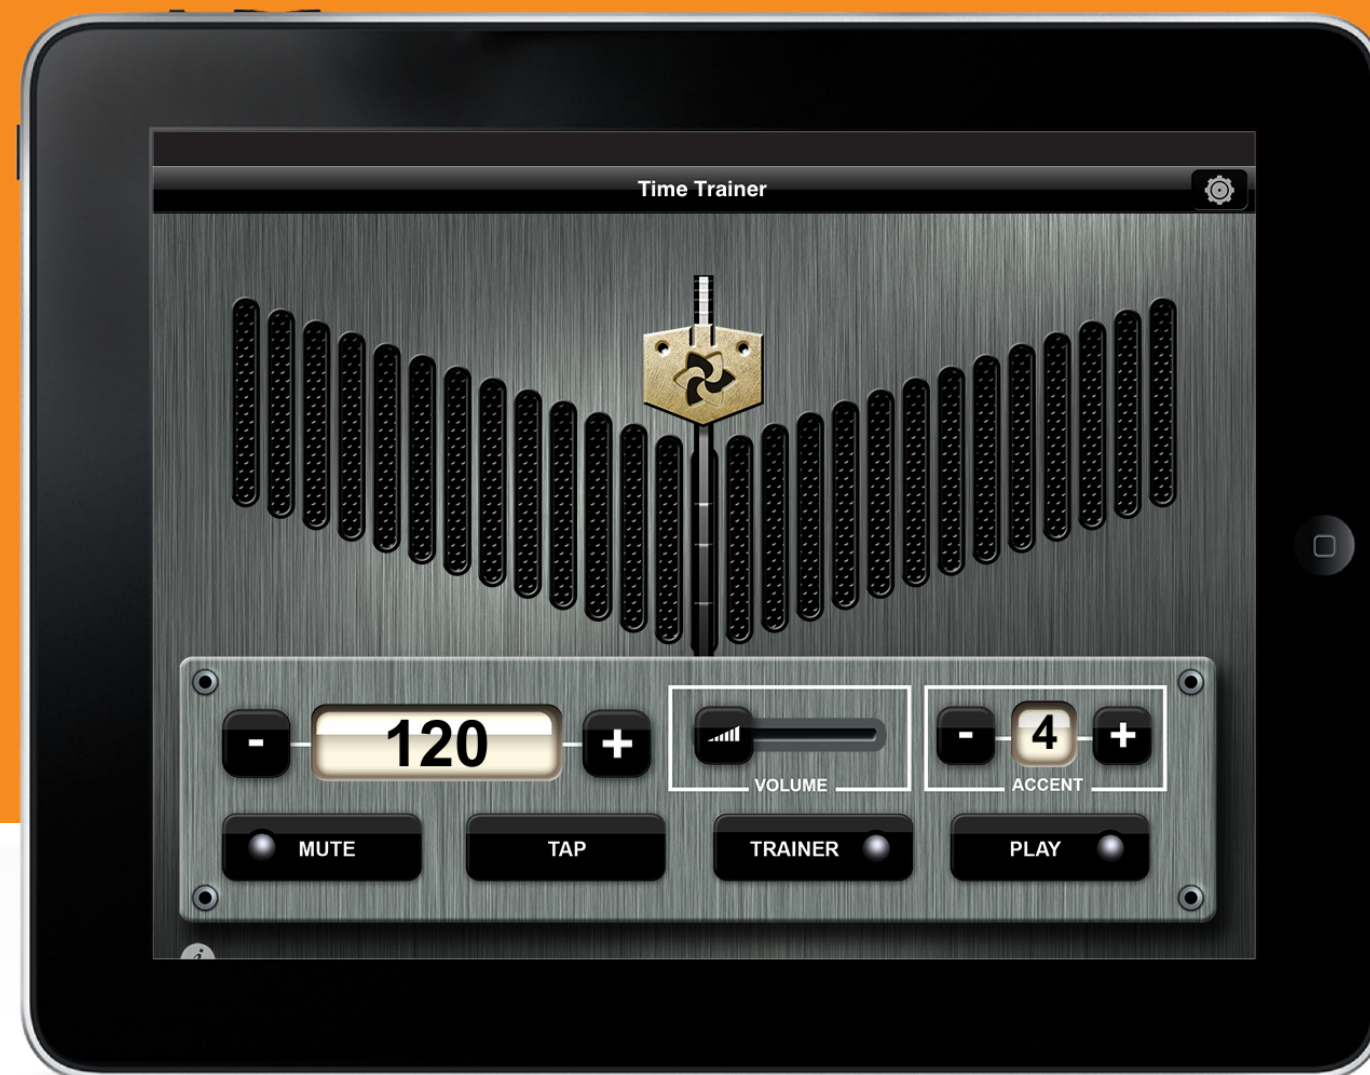 Time Trainer
- 120 + - 4 +
VOLUME ACCENT
MUTE TAP TRAINER PLAY
i